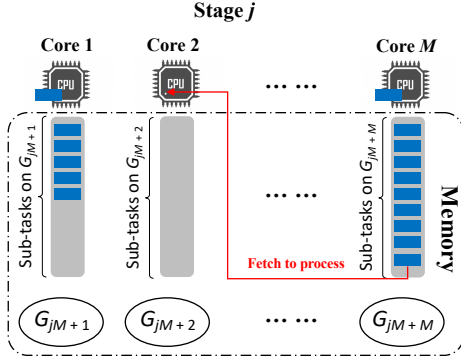 Stage j
Core 1
Core 2
Core M
CPU
CPU
... ...
CPU
Sub-tasks on G_{jM+1}
Sub-tasks on G_{jM+2}
... ...
Sub-tasks on G_{jM+M}
Memory
Fetch to process
G_{jM+1}
G_{jM+2}
... ...
G_{jM+M}